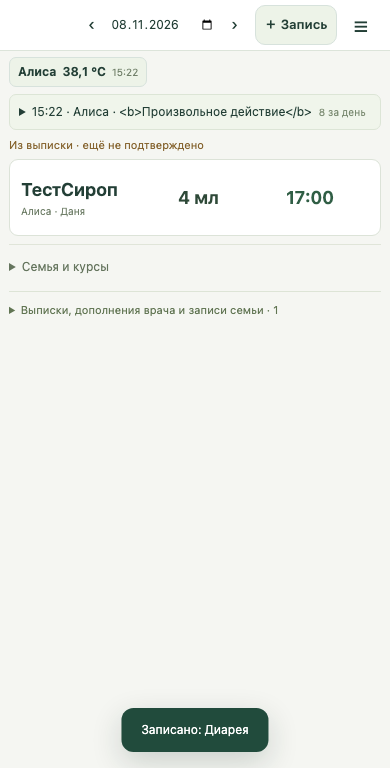 ‹ 08.11.2026 › + Запись ≡
Алиса 38,1 °C 15:22
▶ 15:22 · Алиса · <b>Произвольное действие</b> 8 за день
Из выписки · ещё не подтверждено
ТестСироп 4 мл 17:00
Алиса · Даня
▶ Семья и курсы
▶ Выписки, дополнения врача и записи семьи · 1
Записано: Диарея